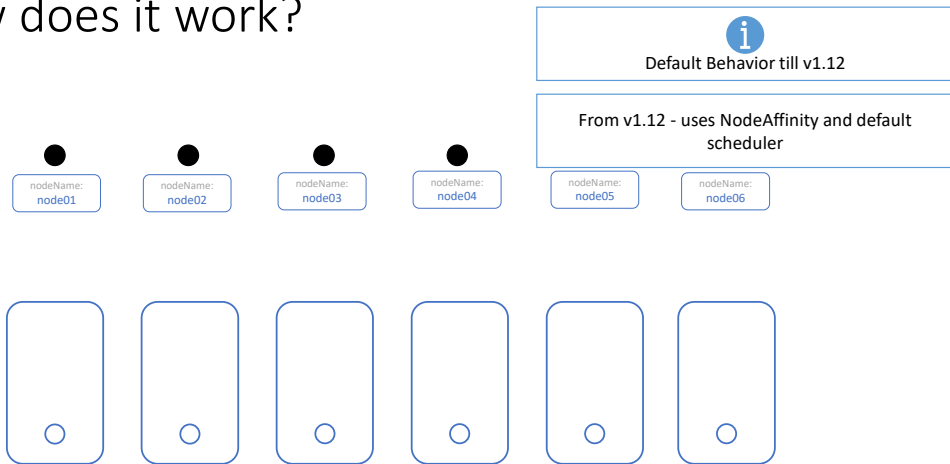 does it work?
i
Default Behavior till v1.12
From v1.12 - uses NodeAffinity and default
scheduler
nodeName:
node01
nodeName:
node02
nodeName:
node03
nodeName:
node04
nodeName:
node05
nodeName:
node06